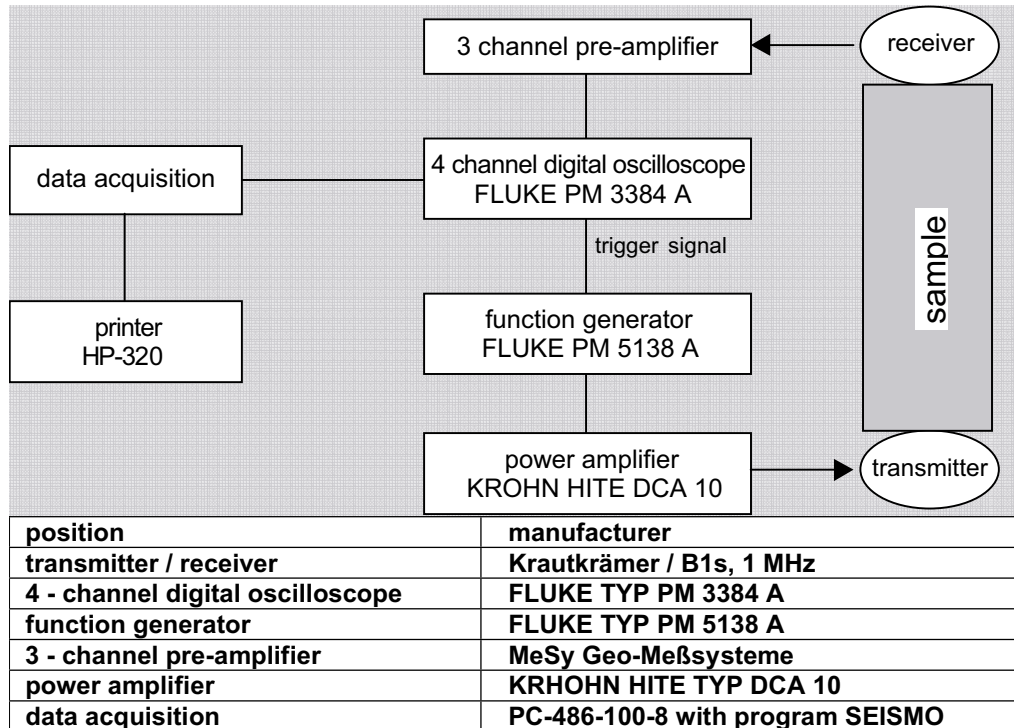 3 channel pre-amplifier
receiver
4 channel digital oscilloscope
FLUKE PM 3384 A
data acquisition
trigger signal
sample
function generator
FLUKE PM 5138 A
printer
HP-320
power amplifier
KROHN HITE DCA 10
transmitter
position manufacturer
transmitter / receiver Krautkrämer / B1s, 1 MHz
4 - channel digital oscilloscope FLUKE TYP PM 3384 A
function generator FLUKE TYP PM 5138 A
3 - channel pre-amplifier MeSy Geo-Meßsysteme
power amplifier KRHOHN HITE TYP DCA 10
data acquisition PC-486-100-8 with program SEISMO